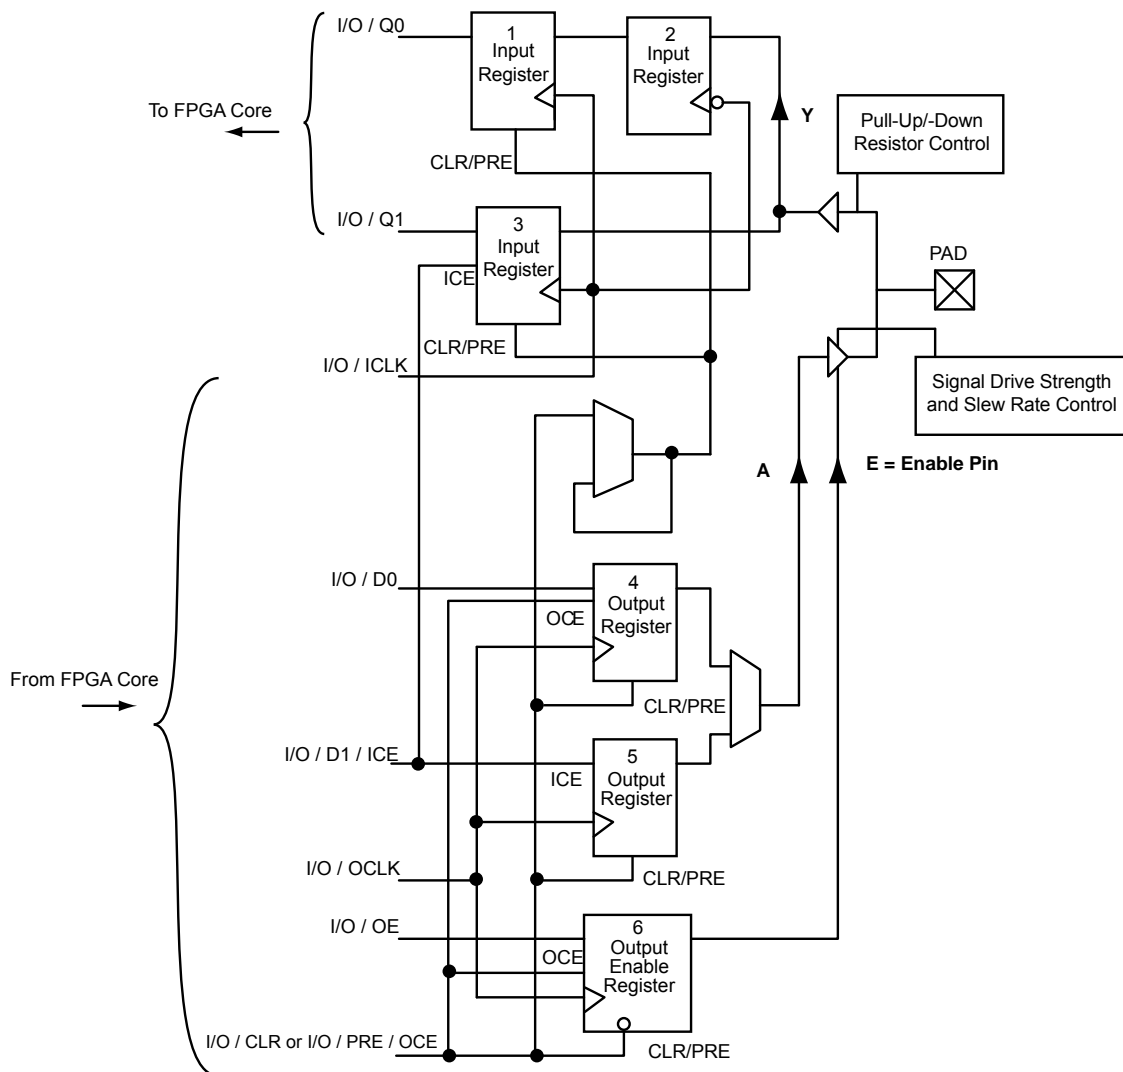 I/O / Q0
1
Input
Register
2
Input
Register
To FPGA Core
Y
Pull-Up/-Down
Resistor Control
CLR/PRE
I/O / Q1
3
Input
Register
ICE
PAD
CLR/PRE
I/O / ICLK
Signal Drive Strength
and Slew Rate Control
A
E = Enable Pin
I/O / D0
4
Output
Register
OCE
From FPGA Core
CLR/PRE
I/O / D1 / ICE
5
Output
Register
ICE
I/O / OCLK
CLR/PRE
I/O / OE
6
Output
Enable
Register
OCE
I/O / CLR or I/O / PRE / OCE
CLR/PRE